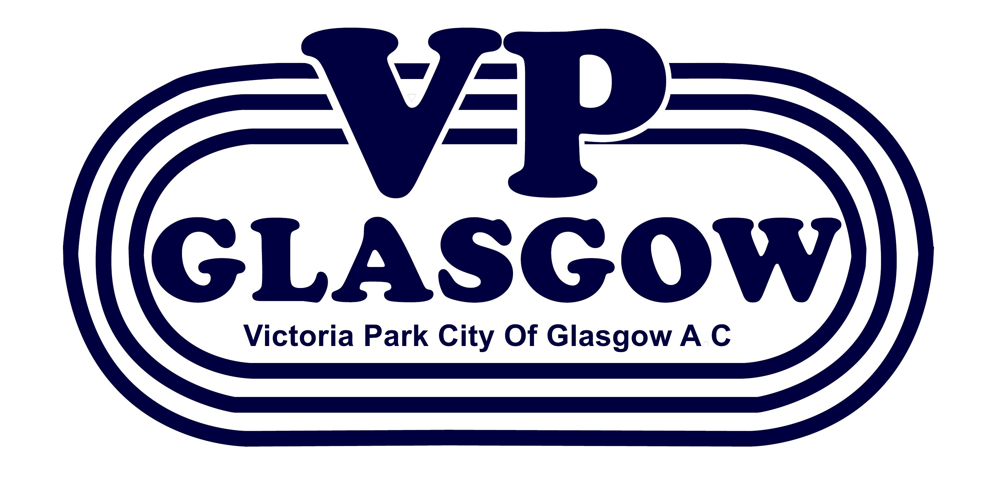 VP
GLASGOW
Victoria Park City Of Glasgow A.C